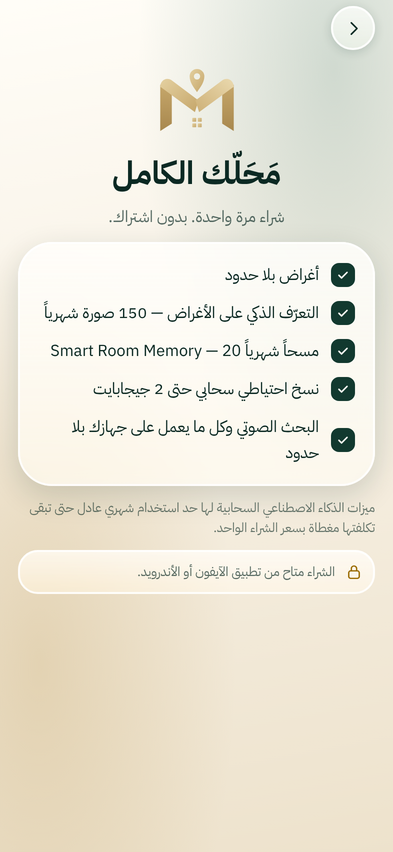 مَحَلّك الكامل
شراء مرة واحدة. بدون اشتراك.
أغراض بلا حدود
التعرّف الذكي على الأغراض — 150 صورة شهرياً
Smart Room Memory — 20 مسحاً شهرياً
نسخ احتياطي سحابي حتى 2 جيجابايت
البحث الصوتي وكل ما يعمل على جهازك بلا
حدود
ميزات الذكاء الاصطناعي السحابية لها حد استخدام شهري عادل حتى تبقى
تكلفتها مغطاة بسعر الشراء الواحد.
الشراء متاح من تطبيق الآيفون أو الأندرويد.